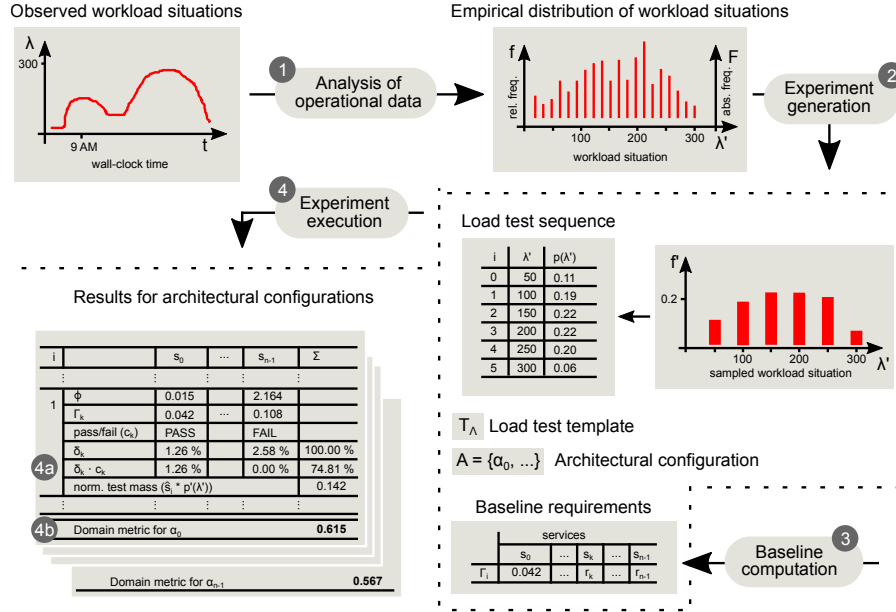 Observed workload situations
λ
300
9 AM
t
wall-clock time
1
Analysis of
operational data
Empirical distribution of workload situations
f
rel. freq.
F
abs. freq.
100
200
300
λ'
workload situation
2
Experiment
generation
4
Experiment
execution
Load test sequence
i λ' p(λ')
0 50 0.11
1 100 0.19
2 150 0.22
3 200 0.22
4 250 0.20
5 300 0.06
f'
0.2
100
200
300
λ'
sampled workload situation
T_Λ Load test template
A = {α₀, ...} Architectural configuration
Baseline requirements
services
s₀ ... sₖ ... sₙ₋₁
Γᵢ 0.042 ... rₖ ... rₙ₋₁
3
Baseline
computation
Results for architectural configurations
i s₀ ... sₙ₋₁ Σ
⋮ ⋮ ⋮ ⋮ ⋮
1 ϕ 0.015 2.164
Γₖ 0.042 ... 0.108
pass/fail (cₖ) PASS FAIL
δₖ 1.26 % 2.58 % 100.00 %
4a
δₖ · cₖ 1.26 % 0.00 % 74.81 %
norm. test mass (ŝᵢ * p'(λ')) 0.142
⋮ ⋮ ⋮ ⋮ ⋮
4b
Domain metric for α₀ 0.615
Domain metric for αₙ₋₁ 0.567